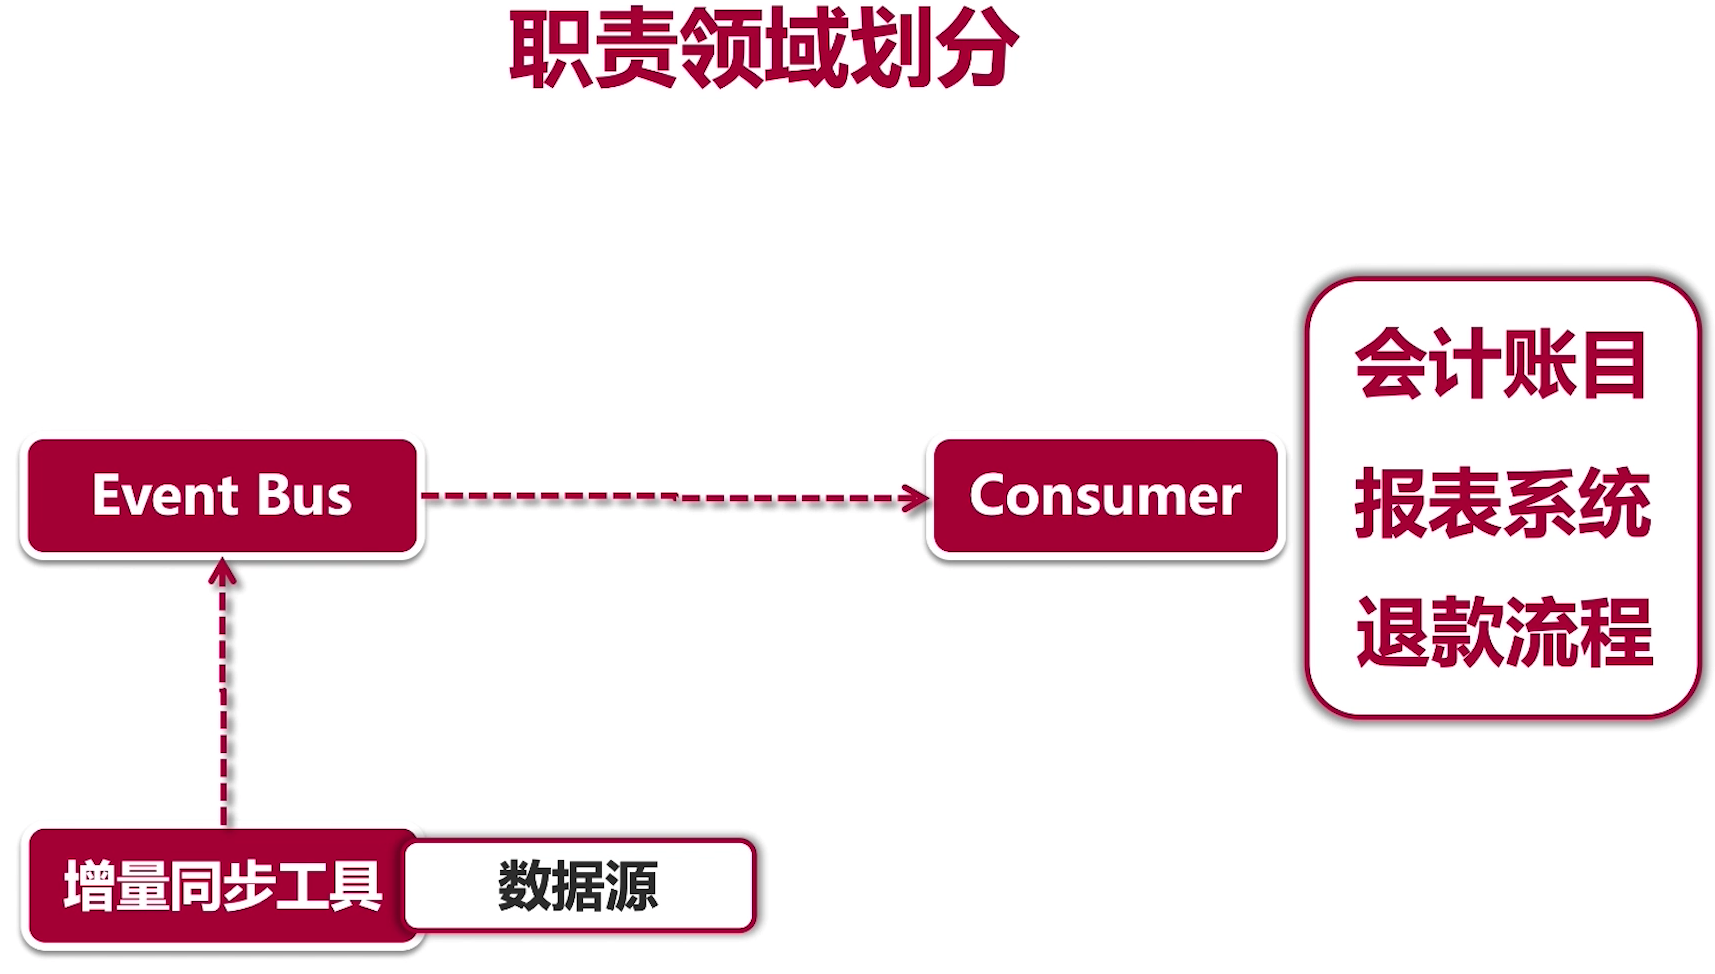 职责领域划分
会计账目
报表系统
退款流程
Event Bus
Consumer
增量同步工具
数据源